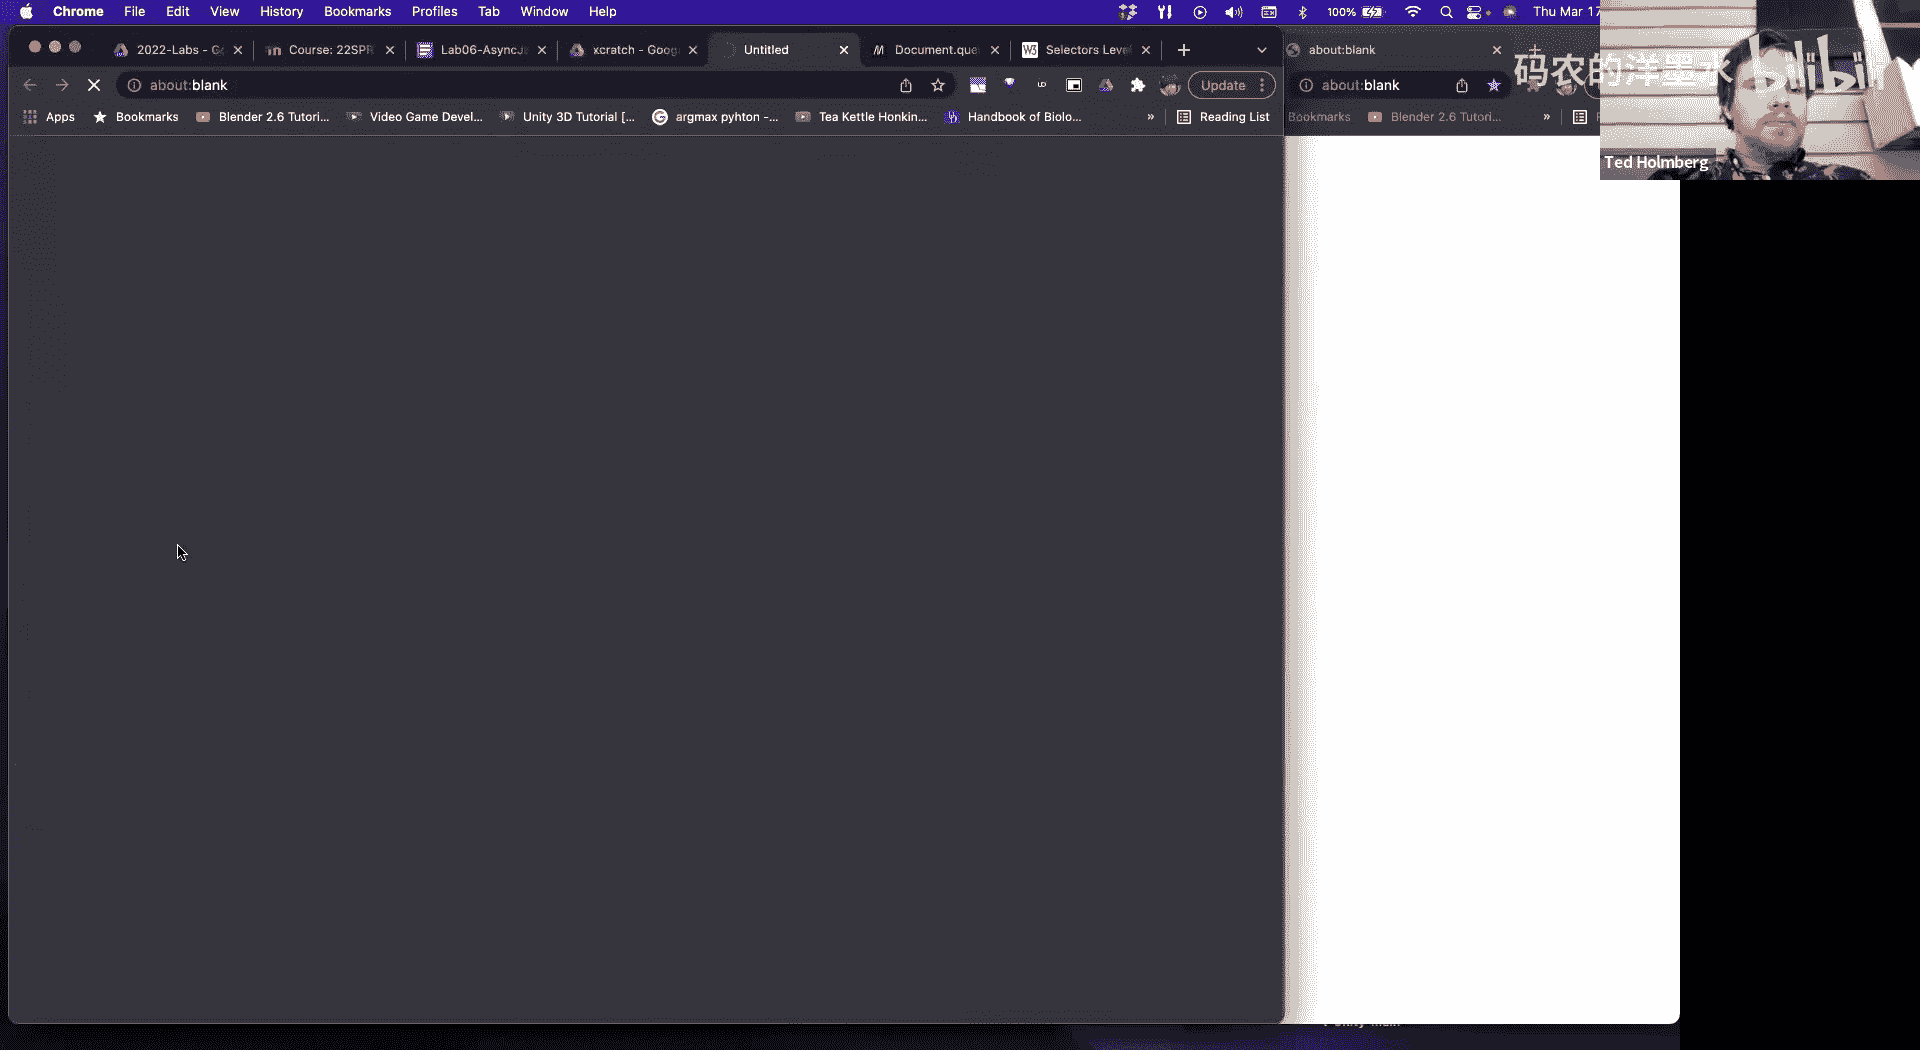 Chrome File Edit View History Bookmarks Profiles Tab Window Help 100% Thu Mar 17
2022-Labs - G Course: 22SPR Lab06-AsyncJ xcratch - Goog Untitled Document.que Selectors Leve about:blank
about:blank Update about:blank
码农的洋墨水 bilibili
Apps Bookmarks Blender 2.6 Tutori... Video Game Devel... Unity 3D Tutorial [... argmax pyhton -... Tea Kettle Honkin... Handbook of Biolo... » Reading List Bookmarks Blender 2.6 Tutori... »
Ted Holmberg